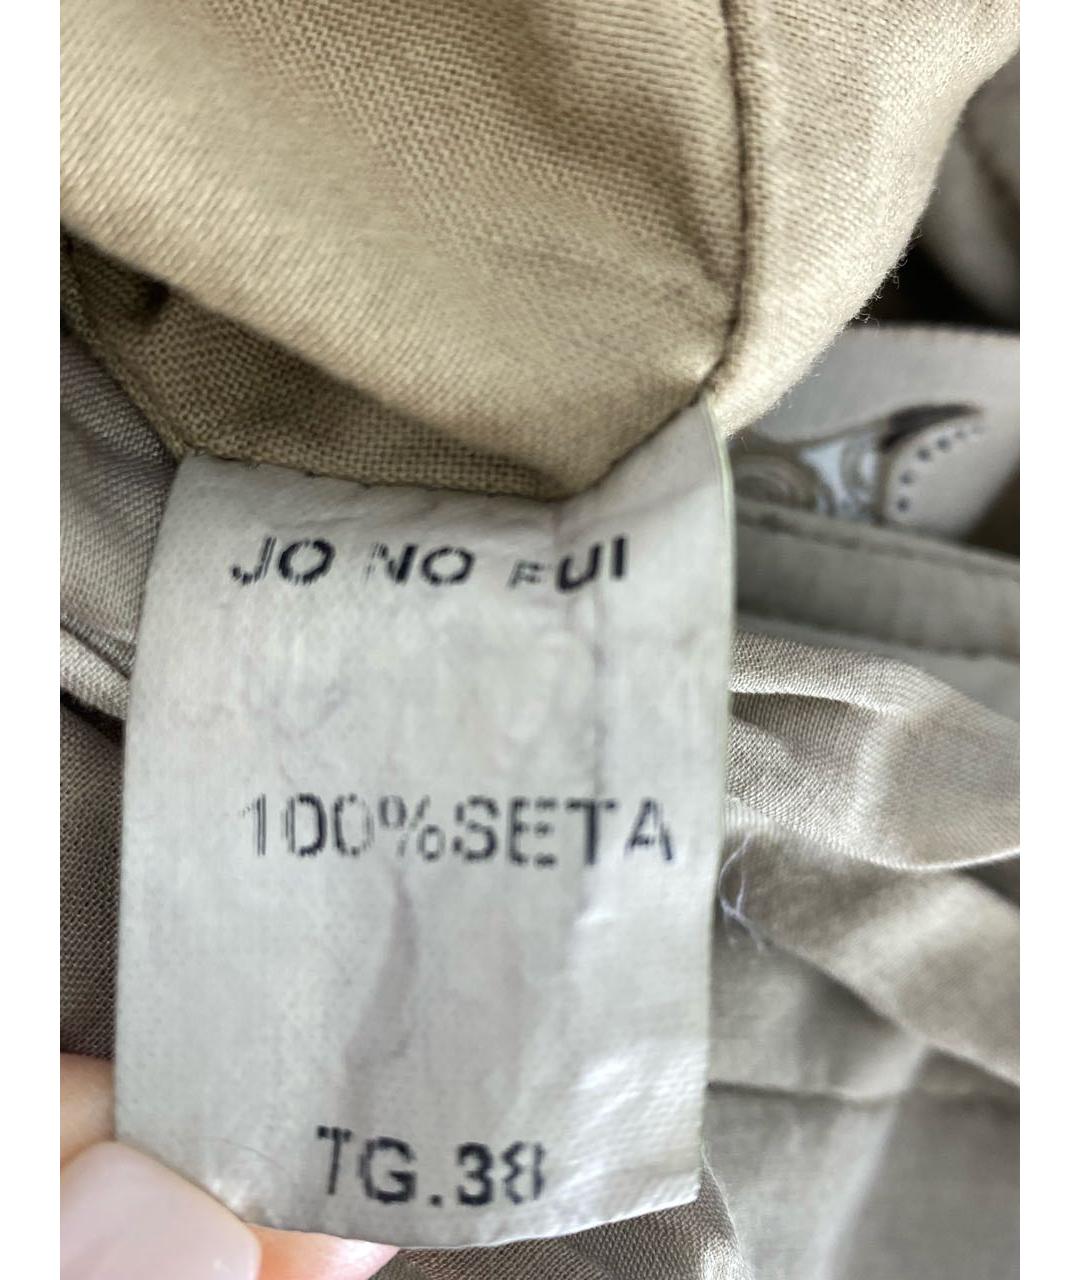 JO NO FUI
100%SETA
TG.38